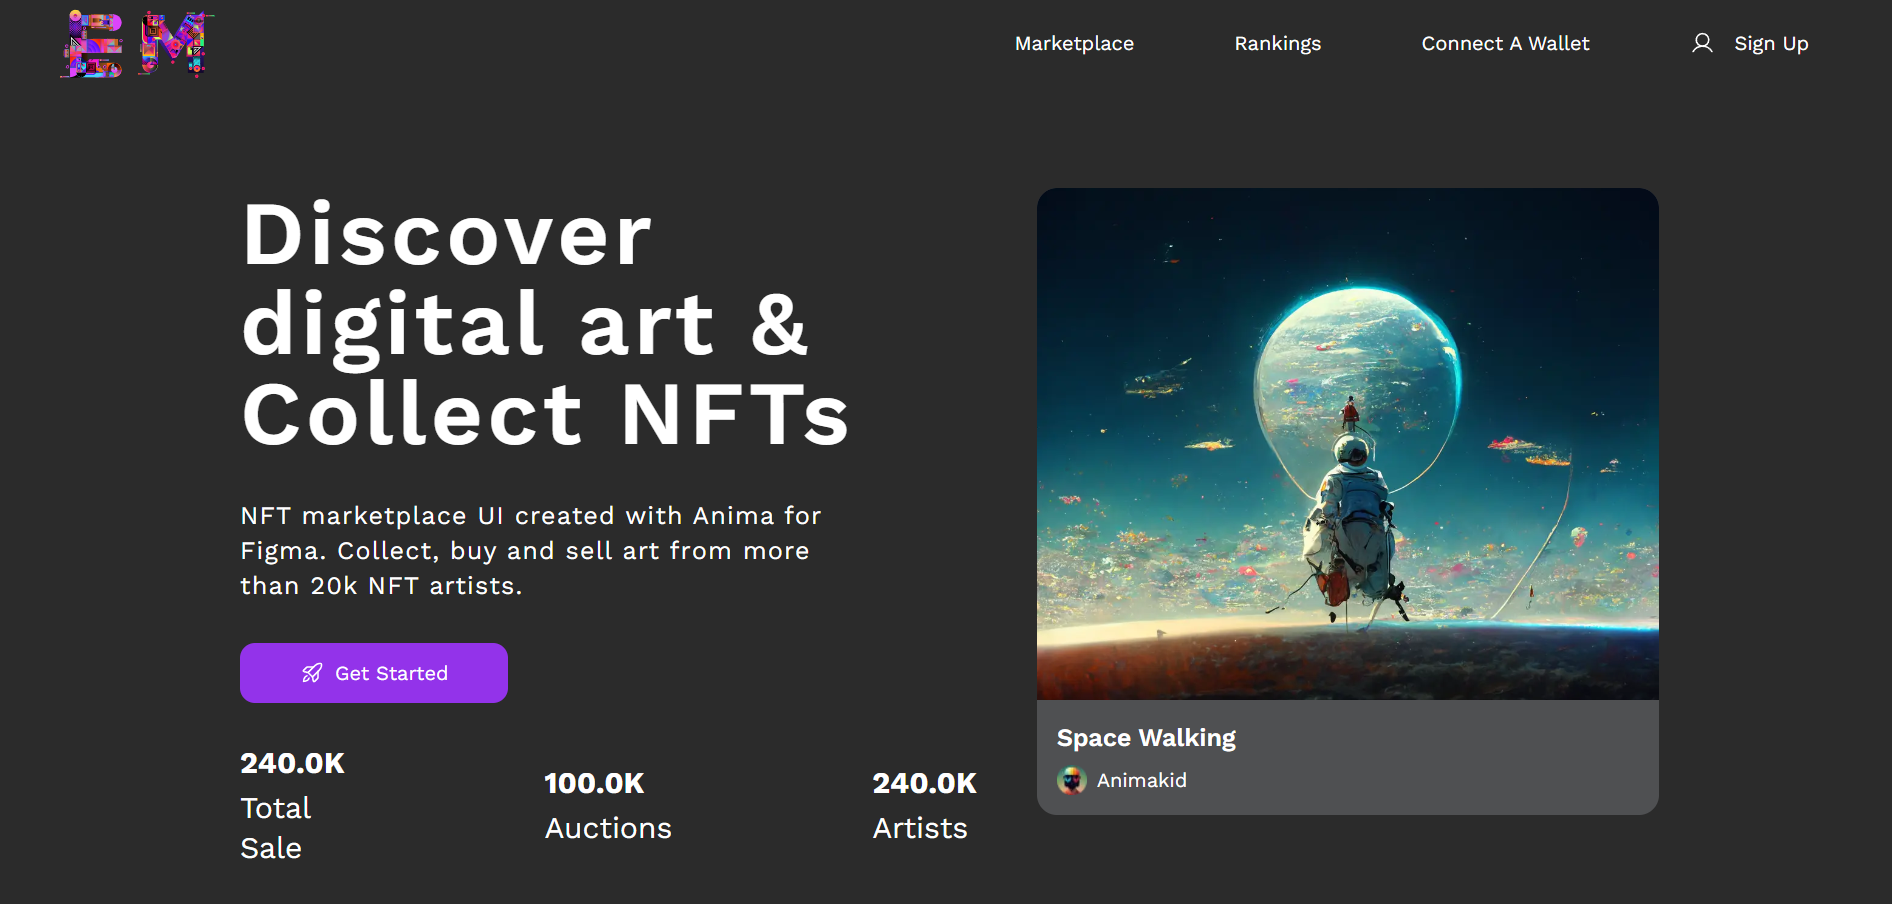 EM
Marketplace
Rankings
Connect A Wallet
Sign Up
Discover
digital art &
Collect NFTs
NFT marketplace UI created with Anima for
Figma. Collect, buy and sell art from more
than 20k NFT artists.
Get Started
240.0K
Total
Sale
100.0K
Auctions
240.0K
Artists
Space Walking
Animakid